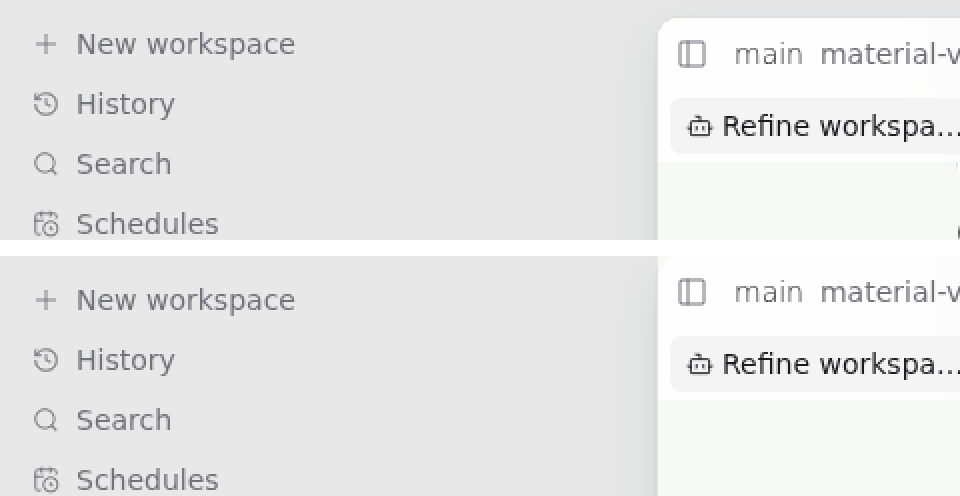 New workspace
main material-v
History
Refine workspa...
Search
Schedules
New workspace
main material-v
History
Refine workspa...
Search
Schedules